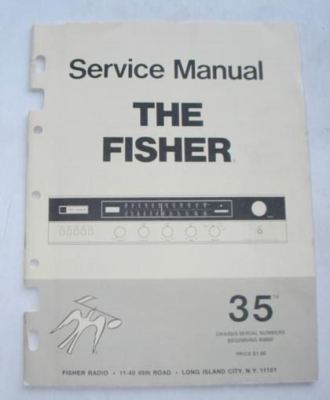 Service Manual
THE
FISHER
35™
CHASSIS SERIAL NUMBERS
BEGINNING
PRICE $1.00
FISHER RADIO • 11-40 45th ROAD • LONG ISLAND CITY, N.Y. 11101